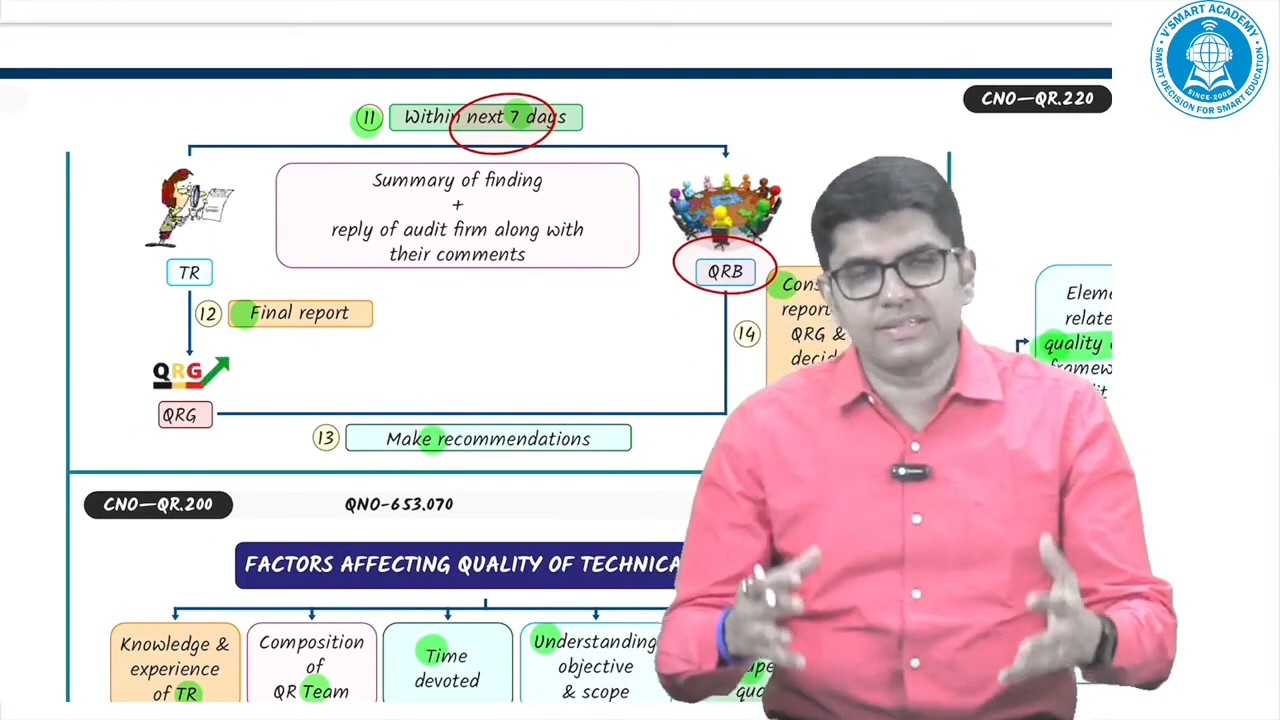 V'SMART ACADEMY
SMART DECISION FOR SMART EDUCATION
SINCE-2005
CNO—QR.220
11 Within next 7 days
Summary of finding
+
reply of audit firm along with
their comments
TR
QRB
12 Final report
14
QRG &
QRG
QRG
quality
13 Make recommendations
CNO—QR.200 QNO-653.070
FACTORS AFFECTING QUALITY OF
Knowledge &
experience
of TR
Composition
of
QR Team
Time
devoted
Understanding
objective
& scope